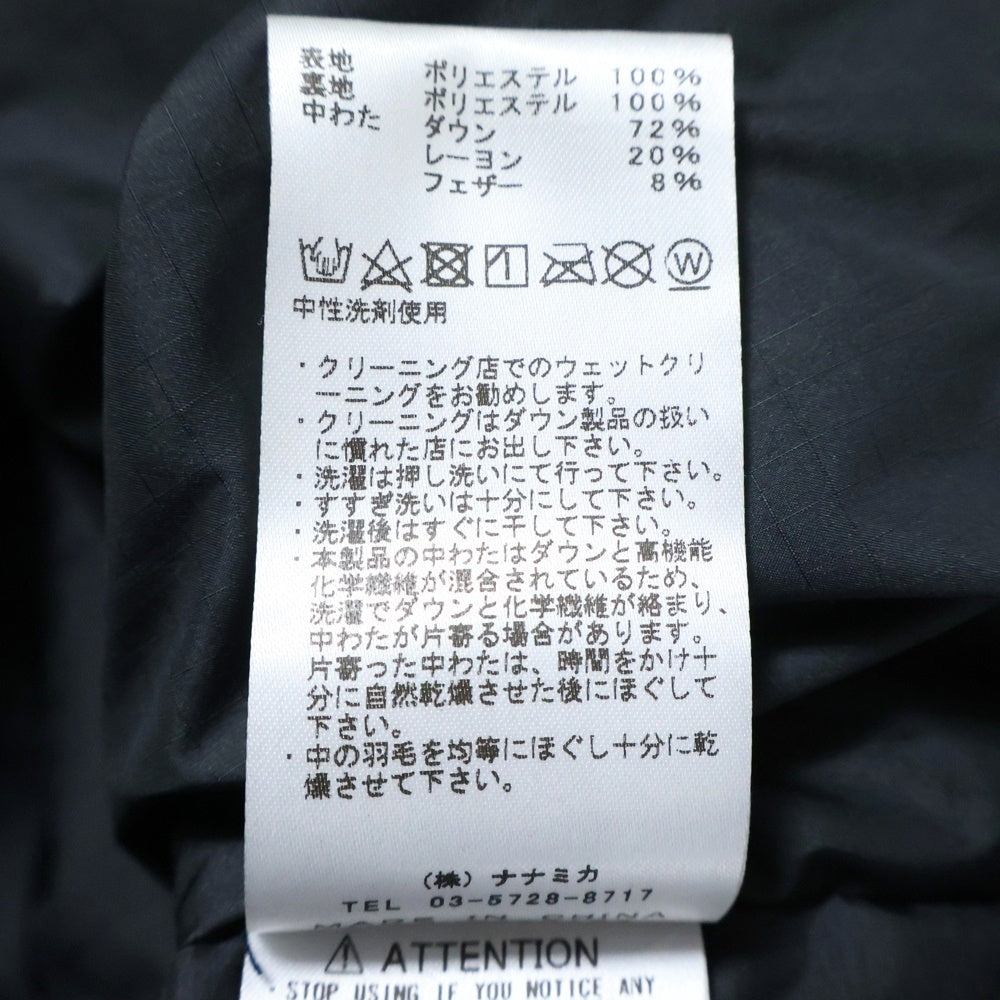 表地 ポリエステル 100%
裏地 ポリエステル 100%
中わた ダウン 72%
レーヨン 20%
フェザー 8%
W
中性洗剤使用
・クリーニング店でのウェットクリ
ーニングをお勧めします。
・クリーニングはダウン製品の扱い
に慣れた店にお出し下さい。
・洗濯は押し洗いにて行って下さい。
・すすぎ洗いは十分にして下さい。
・洗濯後はすぐに干して下さい。
・本製品の中わたはダウンと高機能
化学繊維が混合されているため、
洗濯でダウンと化学繊維が絡まり、
中わたが片寄る場合があります。
片寄った中わたは、時間をかけ十
分に自然乾燥させた後にほぐして
下さい。
・中の羽毛を均等にほぐし十分に乾
燥させて下さい。
(株) ナナミカ
TEL 03-5728-8717
MADE IN CHINA
ATTENTION
STOP USING IF YOU NOTICE ANY